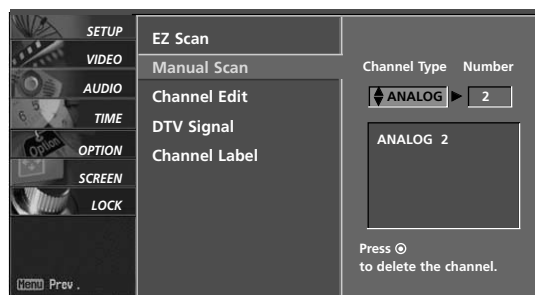 SETUP
VIDEO
AUDIO
TIME
OPTION
SCREEN
LOCK
Menu Prev .
EZ Scan
Manual Scan
Channel Edit
DTV Signal
Channel Label
Channel Type Number
ANALOG 2
ANALOG 2
Press
to delete the channel.